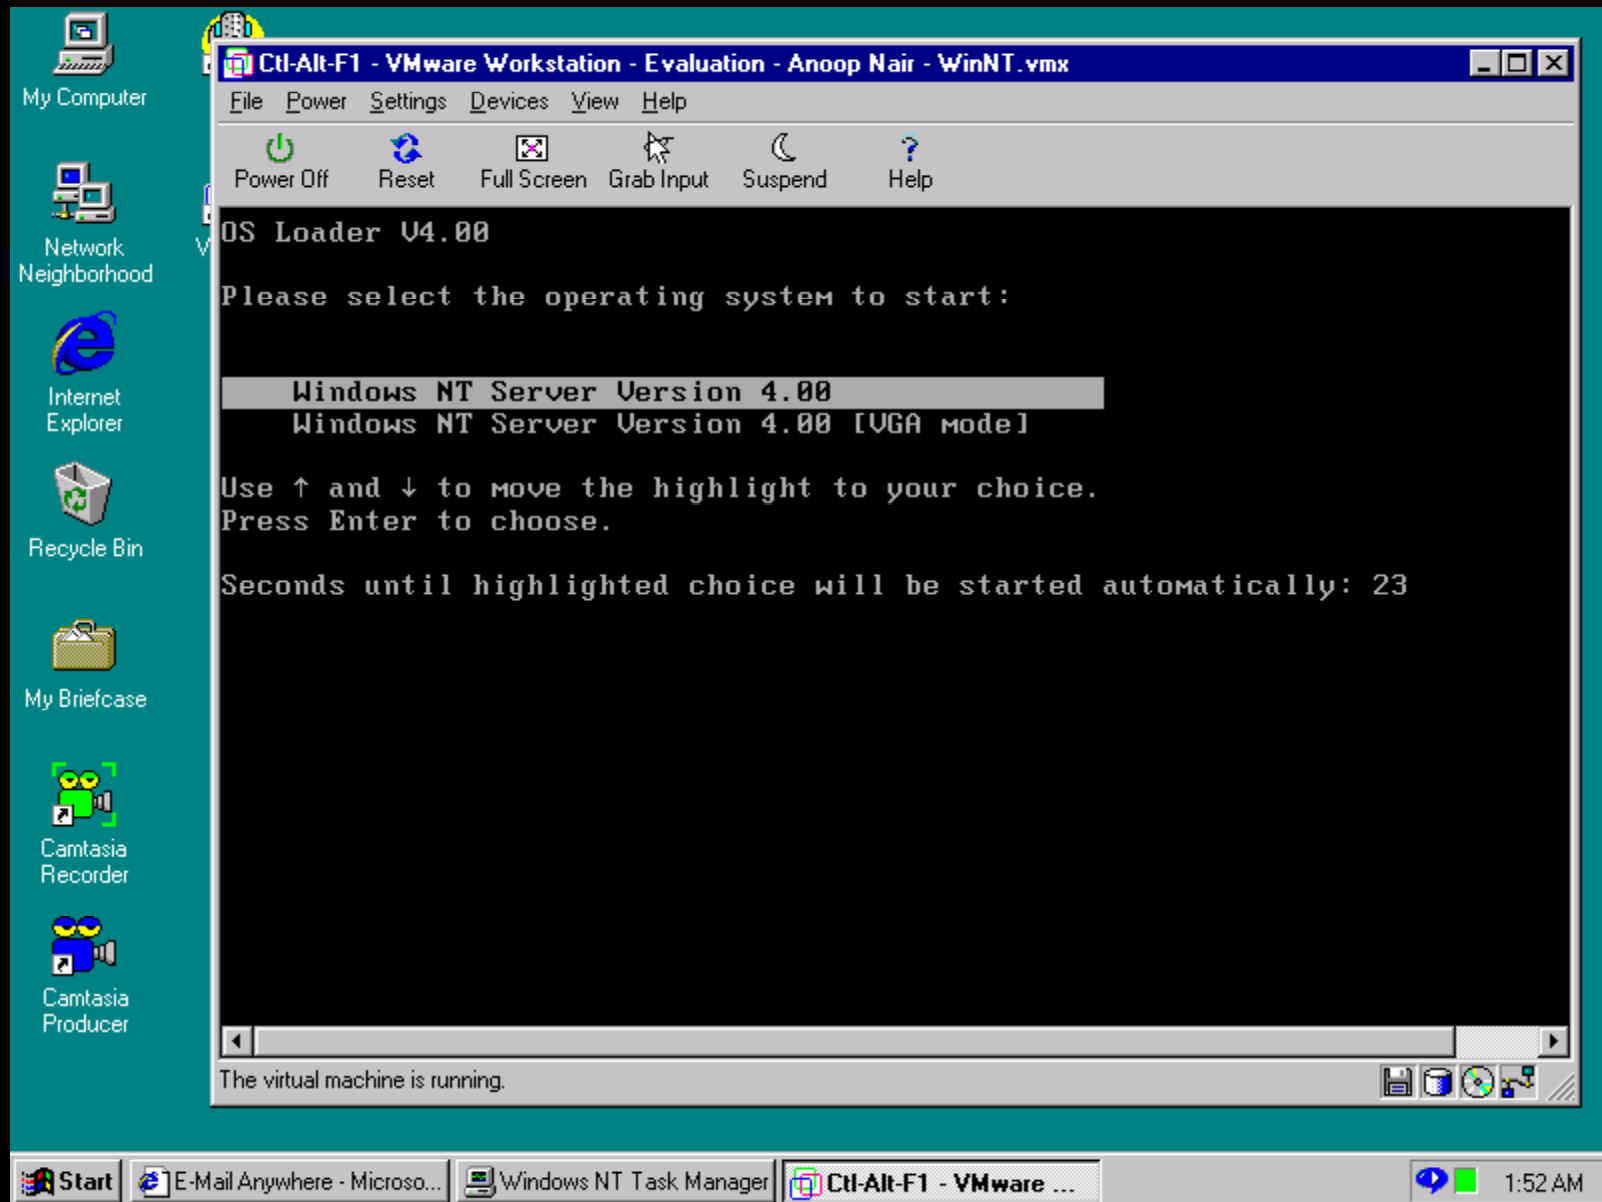 My Computer
Network
Neighborhood
Internet
Explorer
Recycle Bin
My Briefcase
Camtasia
Recorder
Camtasia
Producer
V
Ctl-Alt-F1 - VMware Workstation - Evaluation - Anoop Nair - WinNT.vmx
File Power Settings Devices View Help
Power Off Reset Full Screen Grab Input Suspend Help
OS Loader V4.00
Please select the operating system to start:
Windows NT Server Version 4.00
Windows NT Server Version 4.00 [VGA mode]
Use ↑ and ↓ to move the highlight to your choice.
Press Enter to choose.
Seconds until highlighted choice will be started automatically: 23
The virtual machine is running.
Start E-Mail Anywhere - Microso... Windows NT Task Manager Ctl-Alt-F1 - VMware ... 1:52 AM